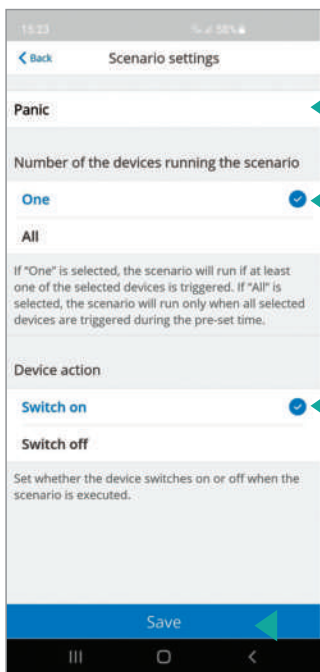 15:23
58%
Back
Scenario settings
Panic
Number of the devices running the scenario
One
All
If "One" is selected, the scenario will run if at least
one of the selected devices is triggered. If "All" is
selected, the scenario will run only when all selected
devices are triggered during the pre-set time.
Device action
Switch on
Switch off
Set whether the device switches on or off when the
scenario is executed.
Save